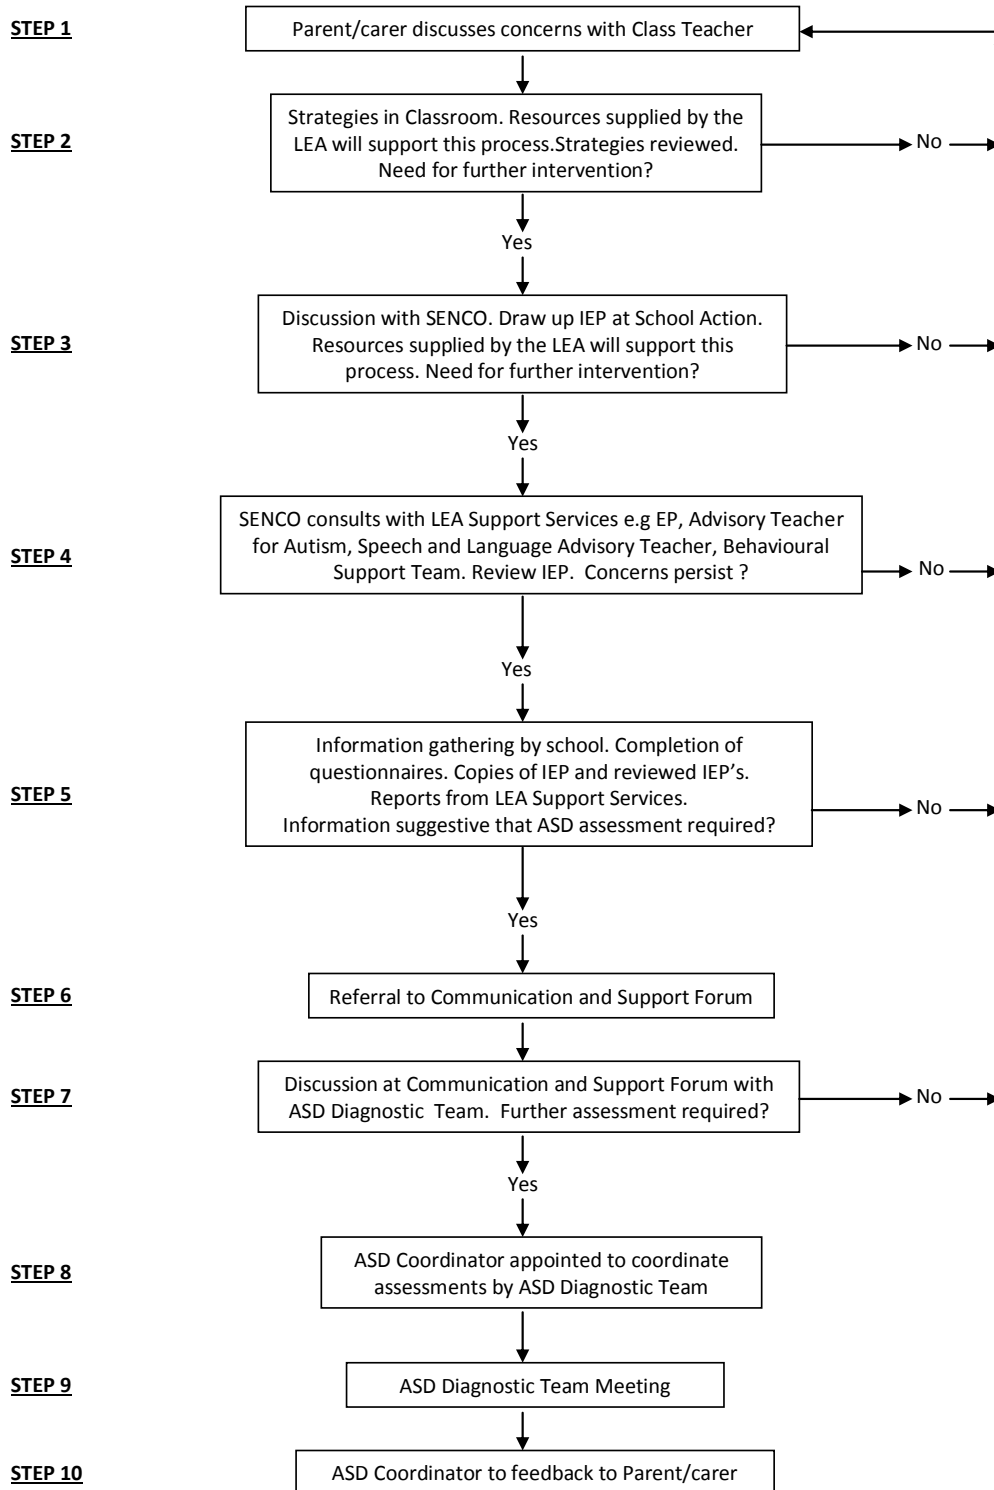 STEP 1
Parent/carer discusses concerns with Class Teacher
STEP 2
Strategies in Classroom. Resources supplied by the
LEA will support this process.Strategies reviewed.
Need for further intervention?
No
Yes
STEP 3
Discussion with SENCO. Draw up IEP at School Action.
Resources supplied by the LEA will support this
process. Need for further intervention?
No
Yes
STEP 4
SENCO consults with LEA Support Services e.g EP, Advisory Teacher
for Autism, Speech and Language Advisory Teacher, Behavioural
Support Team. Review IEP.  Concerns persist ?
No
Yes
STEP 5
Information gathering by school. Completion of
questionnaires. Copies of IEP and reviewed IEP’s.
Reports from LEA Support Services.
Information suggestive that ASD assessment required?
No
Yes
STEP 6
Referral to Communication and Support Forum
STEP 7
Discussion at Communication and Support Forum with
ASD Diagnostic  Team.  Further assessment required?
No
Yes
STEP 8
ASD Coordinator appointed to coordinate
assessments by ASD Diagnostic Team
STEP 9
ASD Diagnostic Team Meeting
STEP 10
ASD Coordinator to feedback to Parent/carer